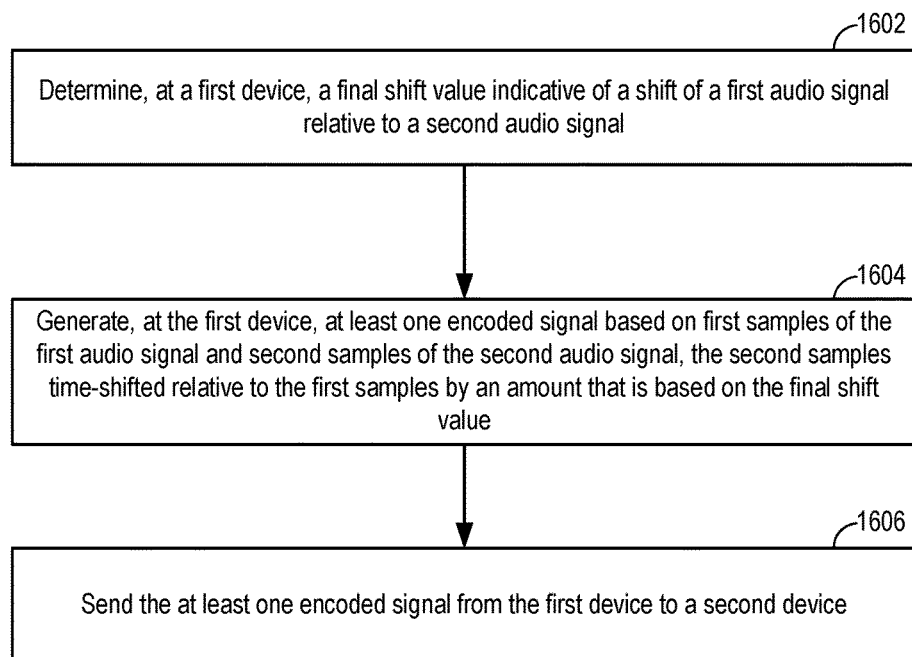 1602
Determine, at a first device, a final shift value indicative of a shift of a first audio signal
relative to a second audio signal
1604
Generate, at the first device, at least one encoded signal based on first samples of the
first audio signal and second samples of the second audio signal, the second samples
time-shifted relative to the first samples by an amount that is based on the final shift
value
1606
Send the at least one encoded signal from the first device to a second device